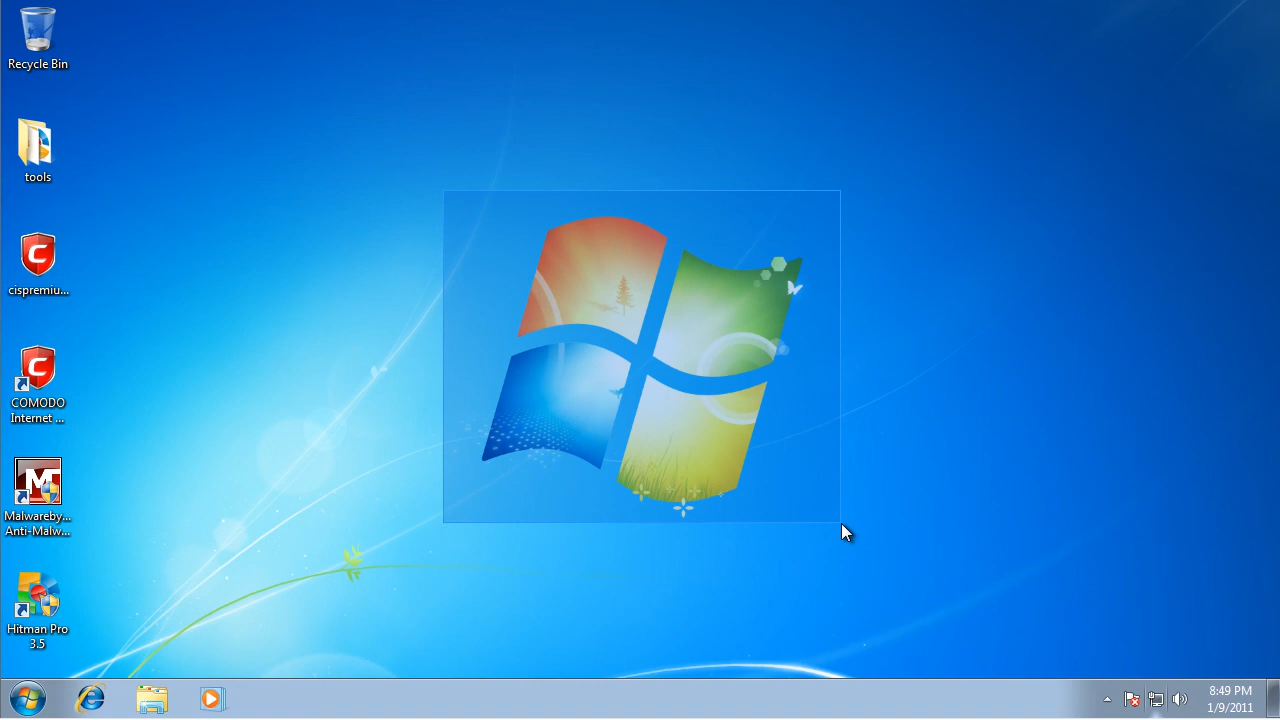 Recycle Bin
tools
cispremiu...
COMODO
Internet ...
Malwareby...
Anti-Malw...
Hitman Pro
3.5
8:49 PM
1/9/2011